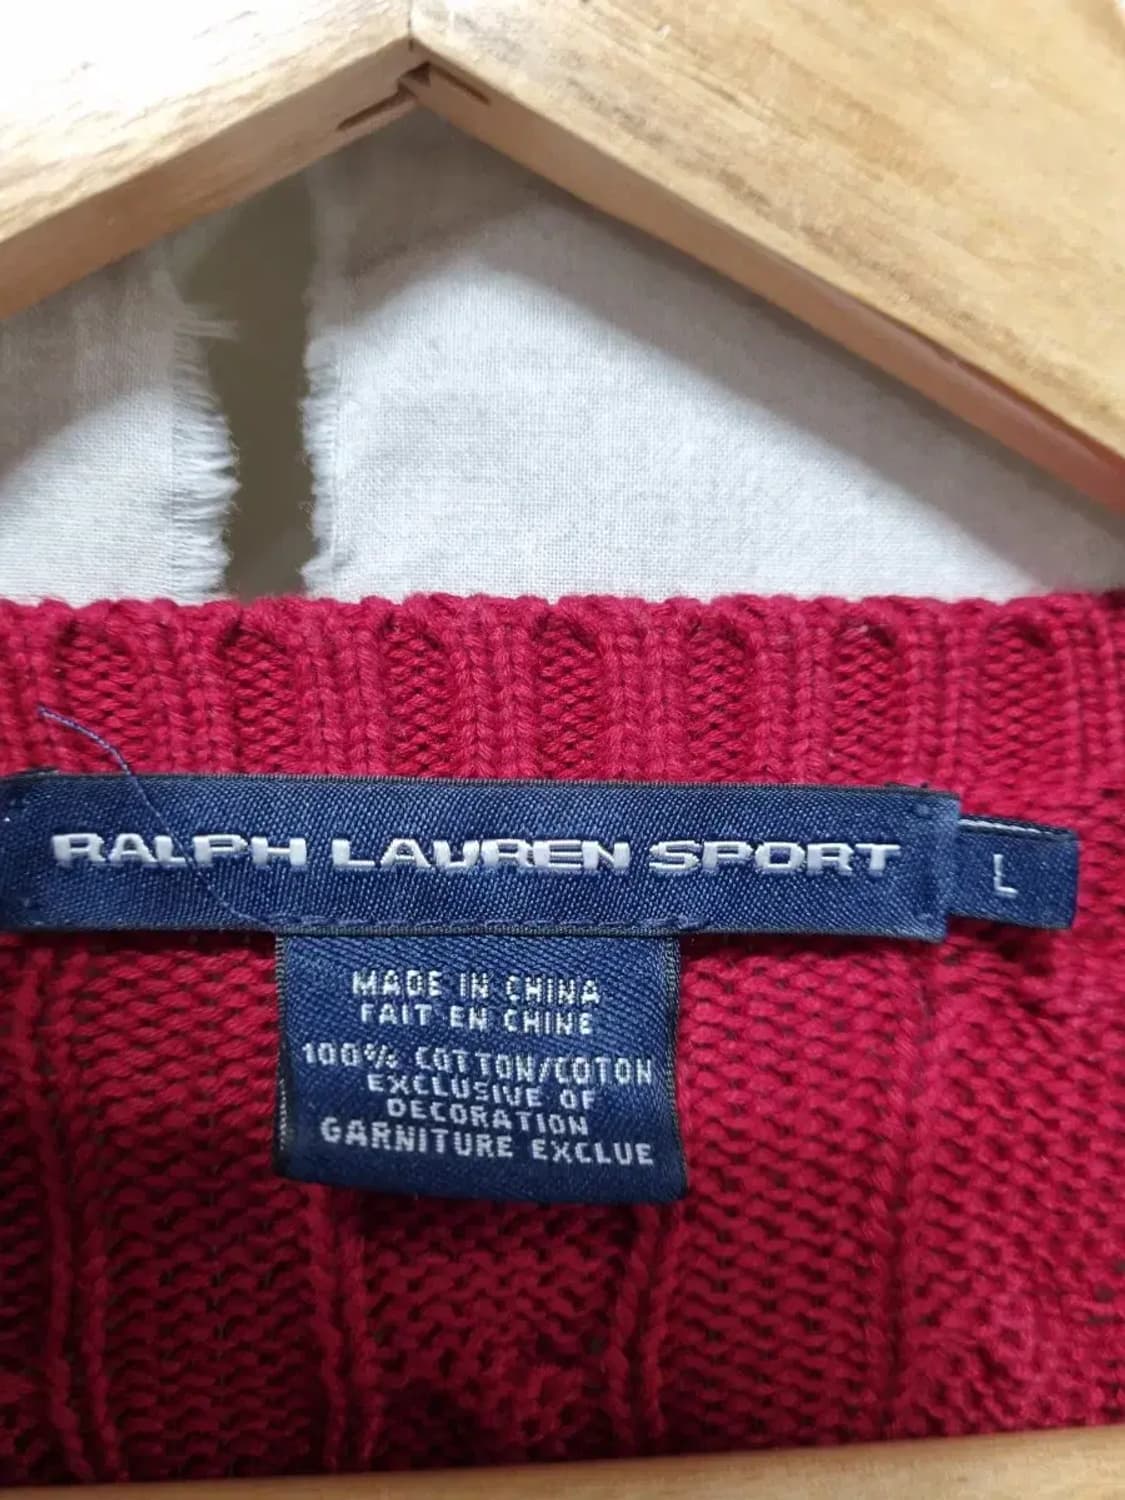 RALPH LAUREN SPORT
L
MADE IN CHINA
FAIT EN CHINE
100% COTTON/COTON
EXCLUSIVE OF
DECORATION
GARNITURE EXCLUE